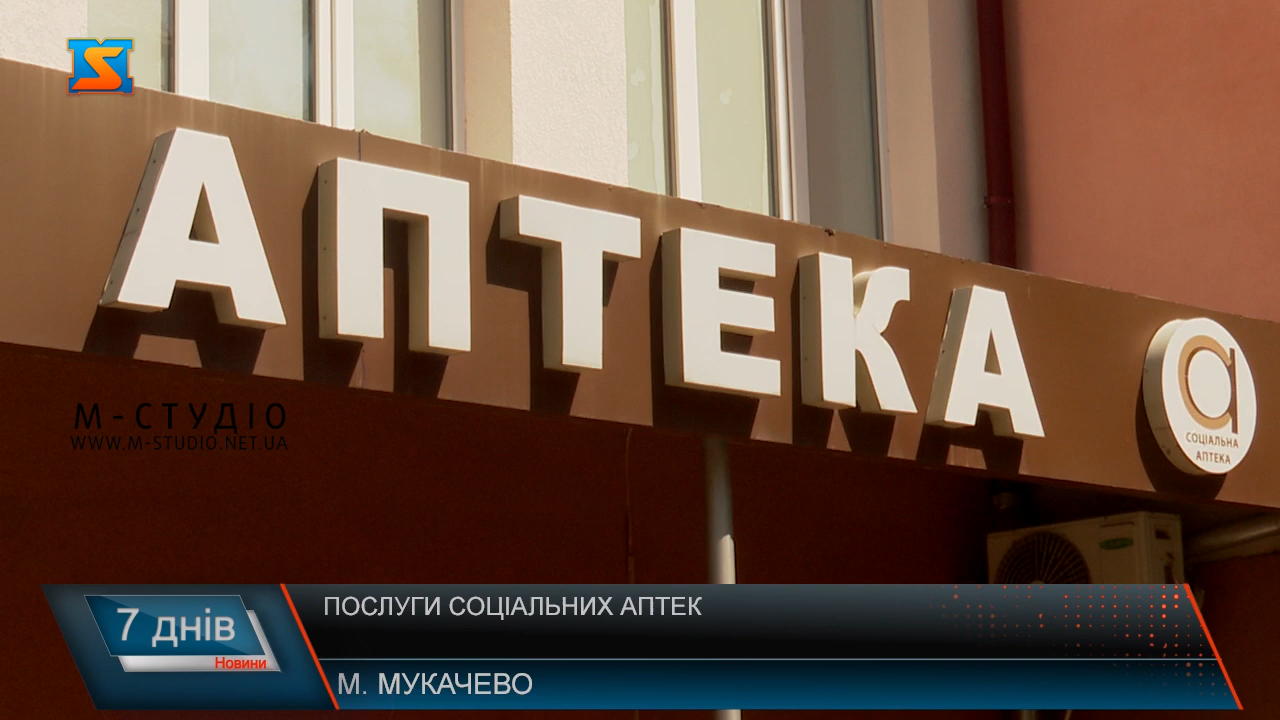 АПТЕКА
СОЦІАЛЬНА
АПТЕКА
М-СТУДІО
WWW.M-STUDIO.NET.UA
7 днів
Новини
ПОСЛУГИ СОЦІАЛЬНИХ АПТЕК
М. МУКАЧЕВО